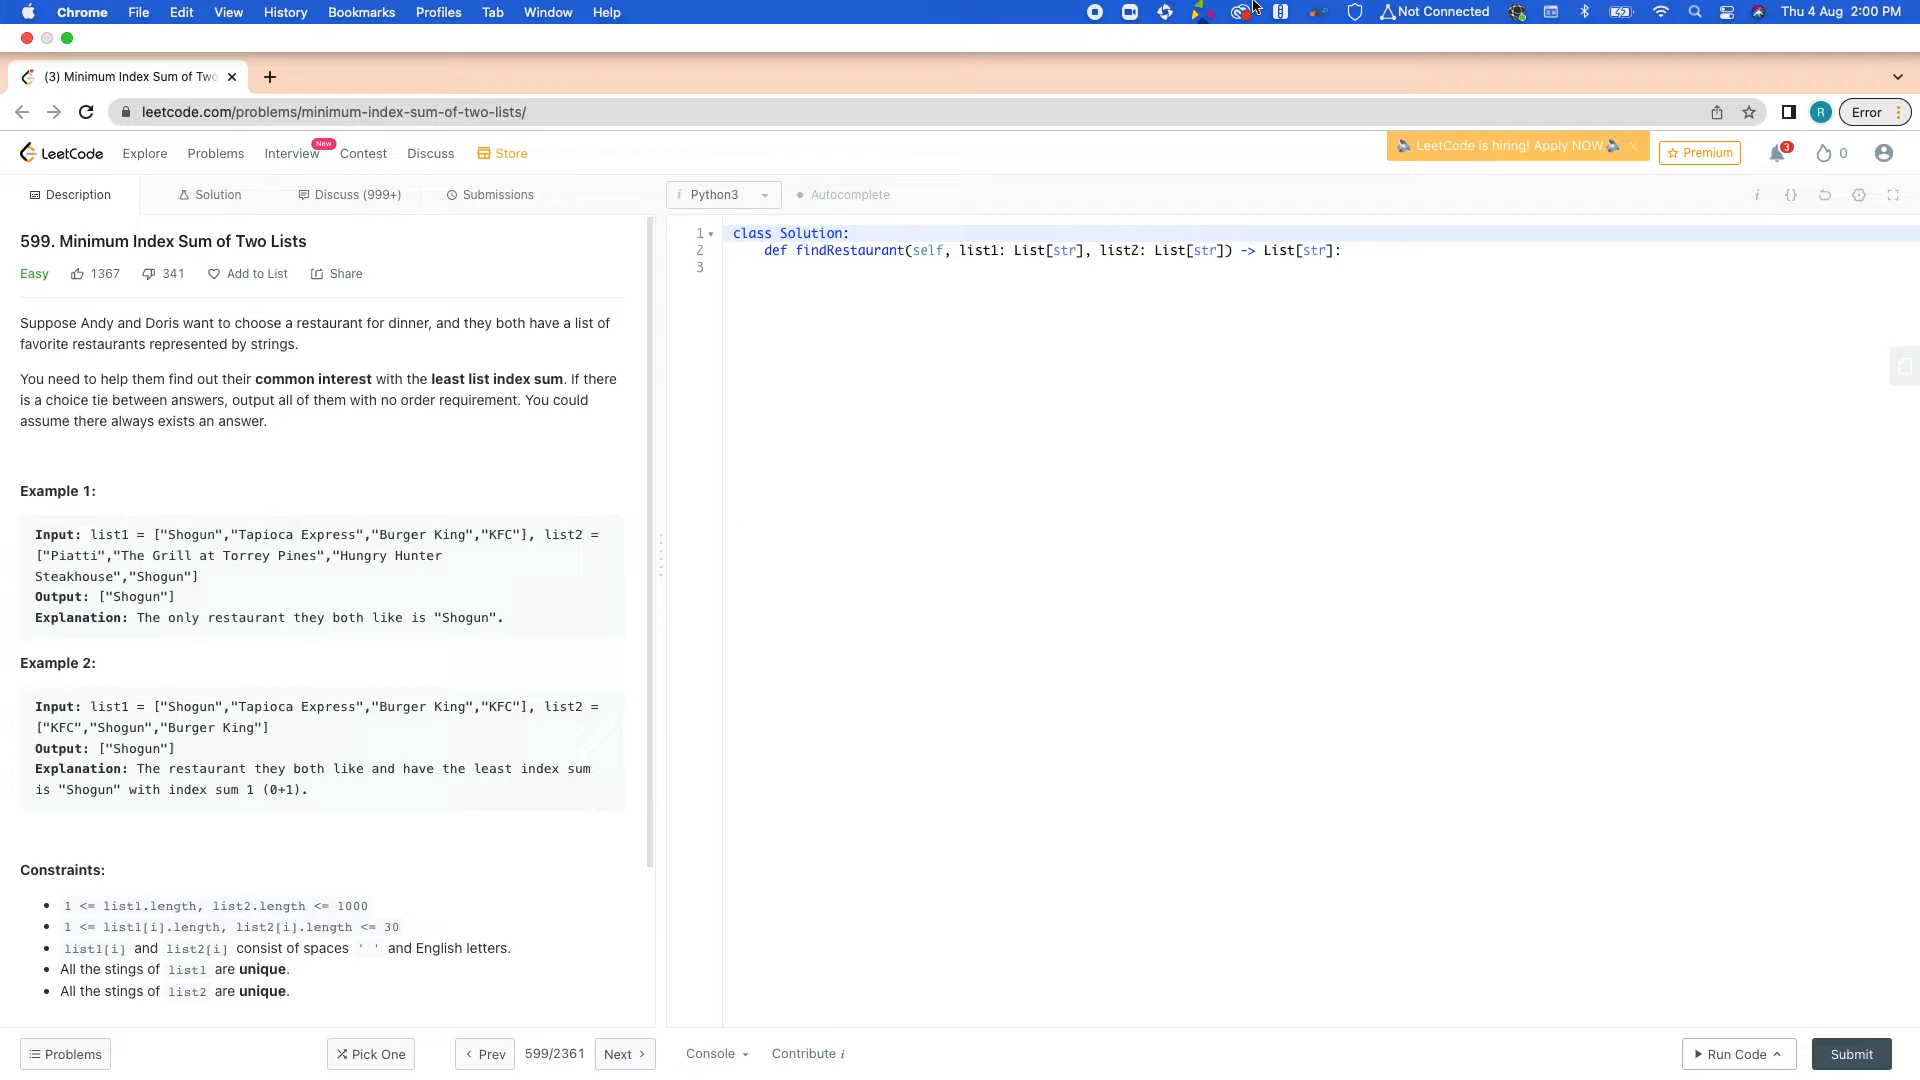 Chrome File Edit View History Bookmarks Profiles Tab Window Help Not Connected Thu 4 Aug 2:00 PM
(3) Minimum Index Sum of Two
leetcode.com/problems/minimum-index-sum-of-two-lists/ R Error
LeetCode Explore Problems Interview New Contest Discuss Store LeetCode is hiring! Apply NOW. Premium 3 0
Description Solution Discuss (999+) Submissions i Python3 Autocomplete i {}
599. Minimum Index Sum of Two Lists
Easy 1367 341 Add to List Share
Suppose Andy and Doris want to choose a restaurant for dinner, and they both have a list of
favorite restaurants represented by strings.
You need to help them find out their common interest with the least list index sum. If there
is a choice tie between answers, output all of them with no order requirement. You could
assume there always exists an answer.
Example 1:
Input: list1 = ["Shogun","Tapioca Express","Burger King","KFC"], list2 =
["Piatti","The Grill at Torrey Pines","Hungry Hunter
Steakhouse","Shogun"]
Output: ["Shogun"]
Explanation: The only restaurant they both like is "Shogun".
Example 2:
Input: list1 = ["Shogun","Tapioca Express","Burger King","KFC"], list2 =
["KFC","Shogun","Burger King"]
Output: ["Shogun"]
Explanation: The restaurant they both like and have the least index sum
is "Shogun" with index sum 1 (0+1).
Constraints:
• 1 <= list1.length, list2.length <= 1000
• 1 <= list1[i].length, list2[i].length <= 30
• list1[i] and list2[i] consist of spaces ' ' and English letters.
• All the stings of list1 are unique.
• All the stings of list2 are unique.
1 class Solution:
2 def findRestaurant(self, list1: List[str], list2: List[str]) -> List[str]:
3
Problems Pick One < Prev 599/2361 Next > Console Contribute i Run Code Submit